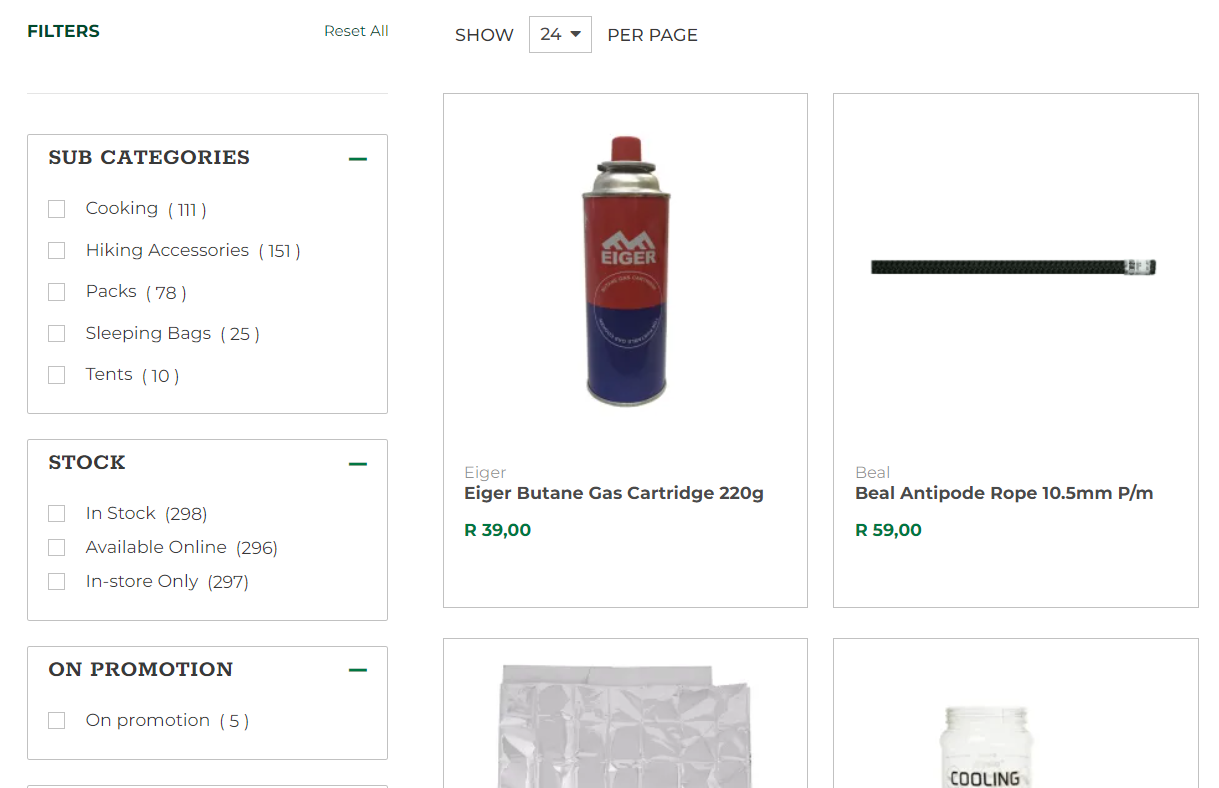 FILTERS
Reset All
SHOW 24 PER PAGE
SUB CATEGORIES
Cooking ( 111 )
Hiking Accessories ( 151 )
Packs ( 78 )
Sleeping Bags ( 25 )
Tents ( 10 )
STOCK
In Stock (298)
Available Online (296)
In-store Only (297)
ON PROMOTION
On promotion ( 5 )
EIGER
Eiger
Eiger Butane Gas Cartridge 220g
R 39,00
Beal
Beal Antipode Rope 10.5mm P/m
R 59,00
COOLING